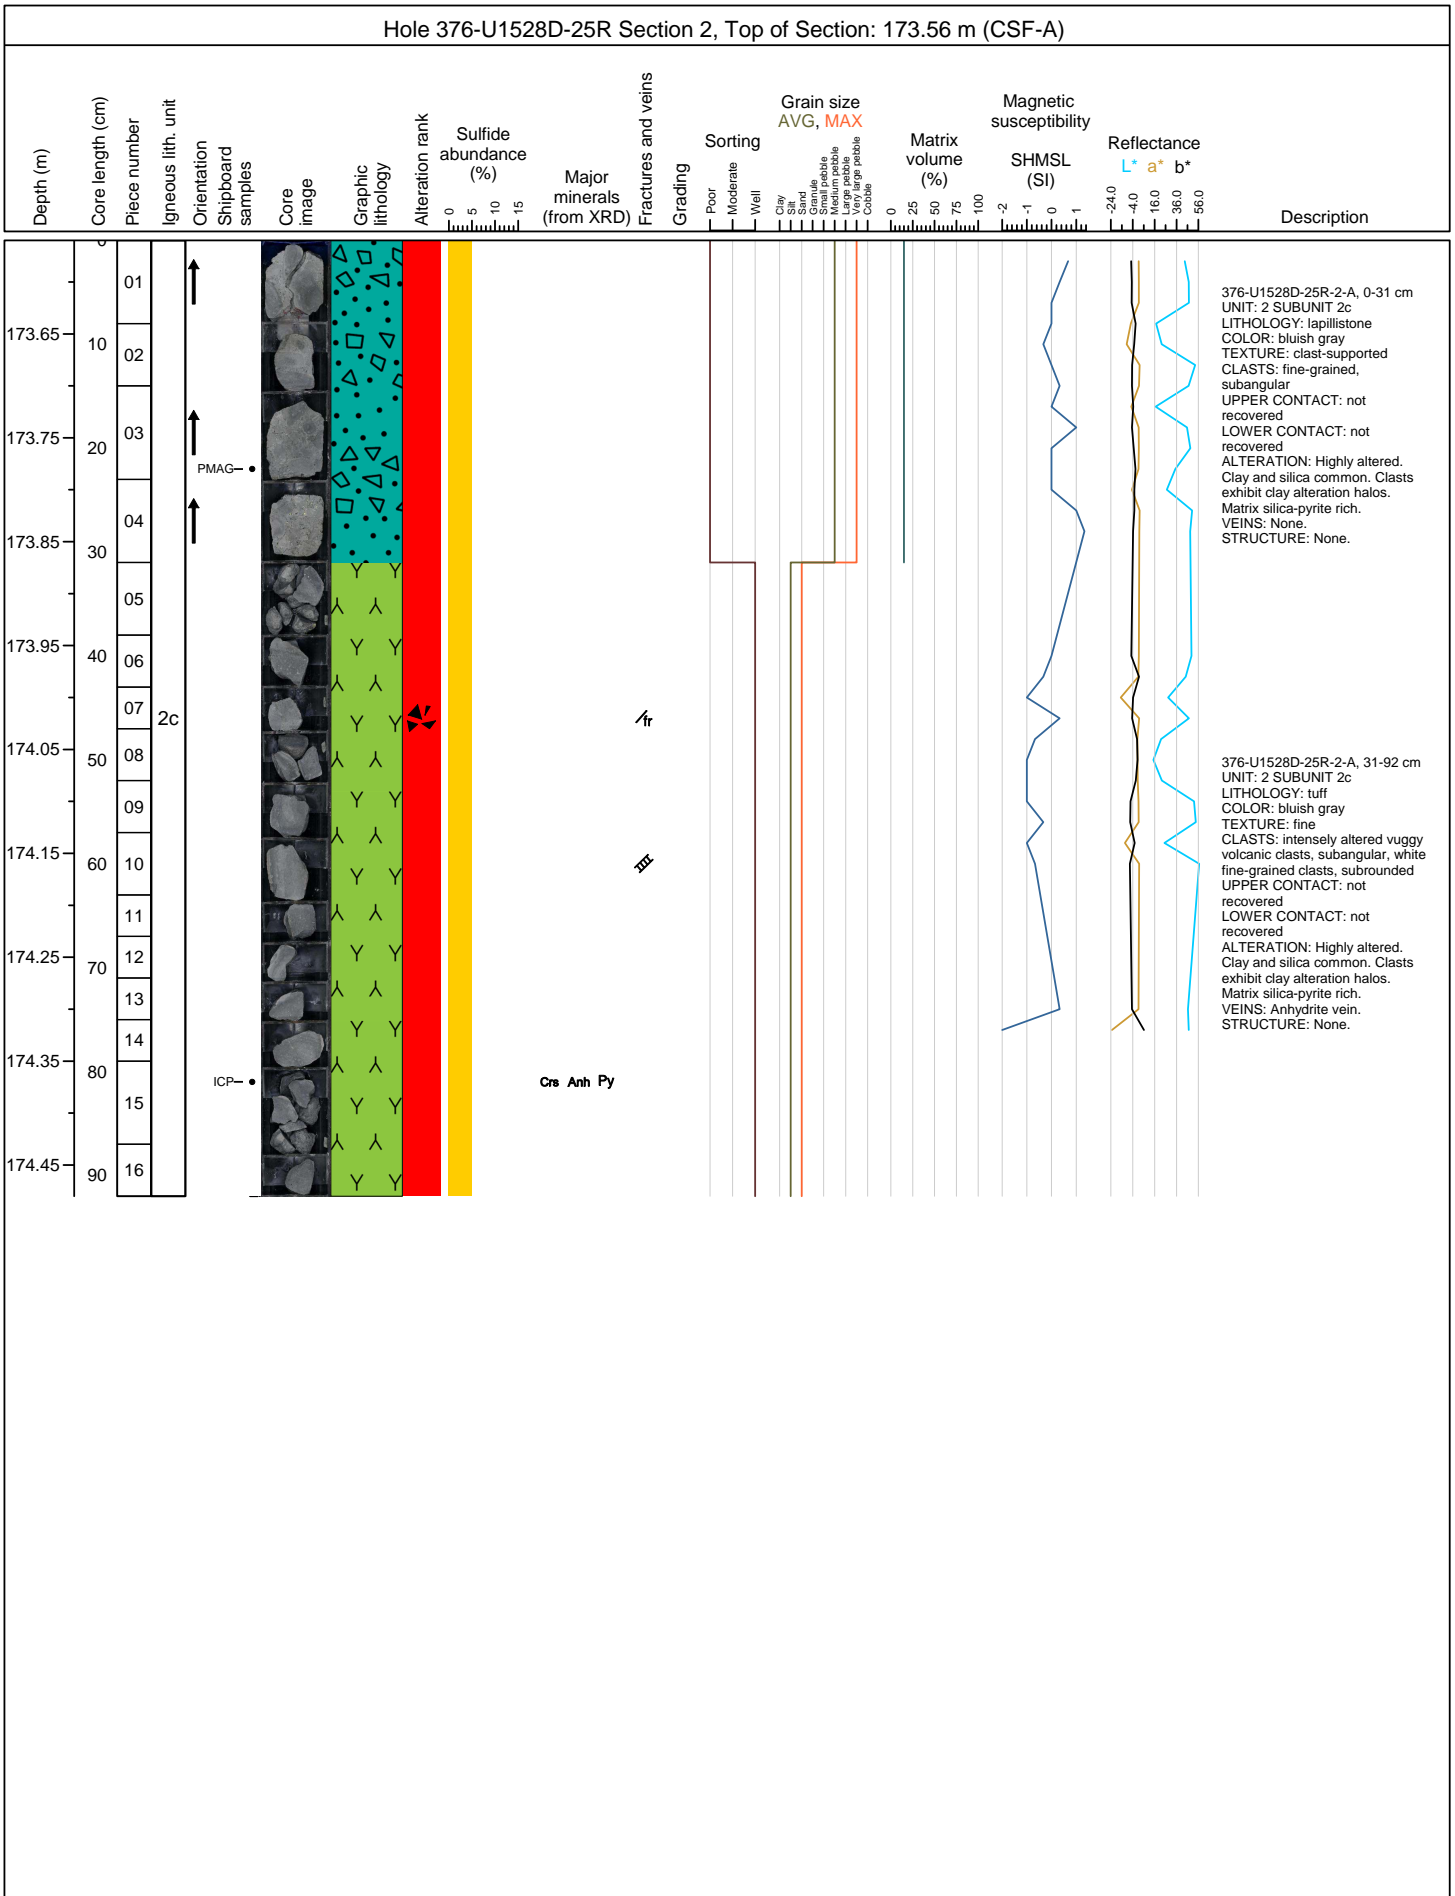 Hole 376-U1528D-25R Section 2, Top of Section: 173.56 m (CSF-A)
Depth (m)
Core length (cm)
Piece number
Igneous lith. unit
Orientation
Shipboard
samples
Core
image
Graphic
lithology
Alteration rank
Sulfide
abundance
(%)
0
5
10
15
Major
minerals
(from XRD)
Fractures and veins
Grading
Sorting
Poor
Moderate
Well
Grain size
AVG, MAX
Clay
Silt
Sand
Granule
Small pebble
Medium pebble
Large pebble
Very large pebble
Cobble
Matrix
volume
(%)
0
25
50
75
100
Magnetic
susceptibility
SHMSL
(SI)
-2
-1
0
1
Reflectance
L* a* b*
-24.0
-4.0
16.0
36.0
56.0
Description
0
01
173.65
10
02
03
173.75
20
PMAG
04
173.85
30
05
173.95
40
06
07
2c
fr
174.05
50
08
09
174.15
60
10
11
174.25
70
12
13
14
174.35
80
ICP
Crs Anh Py
15
174.45
90
16
376-U1528D-25R-2-A, 0-31 cm
UNIT: 2 SUBUNIT 2c
LITHOLOGY: lapillistone
COLOR: bluish gray
TEXTURE: clast-supported
CLASTS: fine-grained,
subangular
UPPER CONTACT: not
recovered
LOWER CONTACT: not
recovered
ALTERATION: Highly altered.
Clay and silica common. Clasts
exhibit clay alteration halos.
Matrix silica-pyrite rich.
VEINS: None.
STRUCTURE: None.
376-U1528D-25R-2-A, 31-92 cm
UNIT: 2 SUBUNIT 2c
LITHOLOGY: tuff
COLOR: bluish gray
TEXTURE: fine
CLASTS: intensely altered vuggy
volcanic clasts, subangular, white
fine-grained clasts, subrounded
UPPER CONTACT: not
recovered
LOWER CONTACT: not
recovered
ALTERATION: Highly altered.
Clay and silica common. Clasts
exhibit clay alteration halos.
Matrix silica-pyrite rich.
VEINS: Anhydrite vein.
STRUCTURE: None.